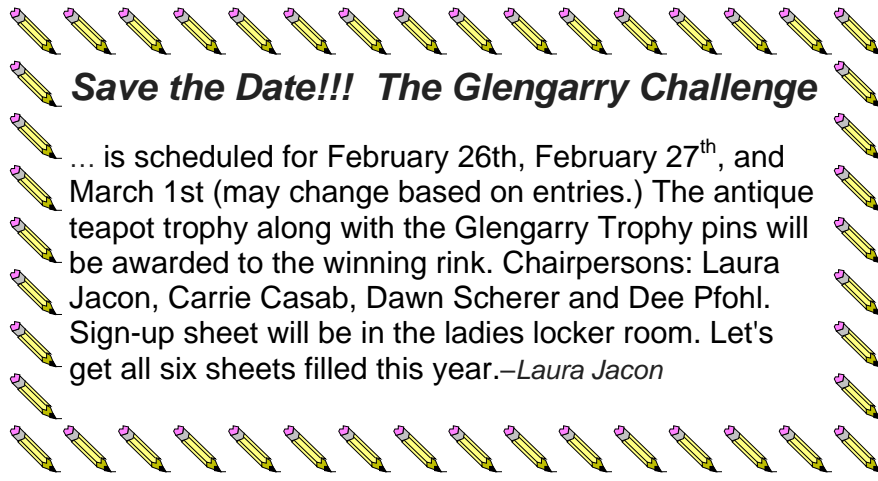 Save the Date!!!  The Glengarry Challenge
… is scheduled for February 26th, February 27th, and
March 1st (may change based on entries.) The antique
teapot trophy along with the Glengarry Trophy pins will
be awarded to the winning rink. Chairpersons: Laura
Jacon, Carrie Casab, Dawn Scherer and Dee Pfohl.
Sign-up sheet will be in the ladies locker room. Let's
get all six sheets filled this year.–Laura Jacon